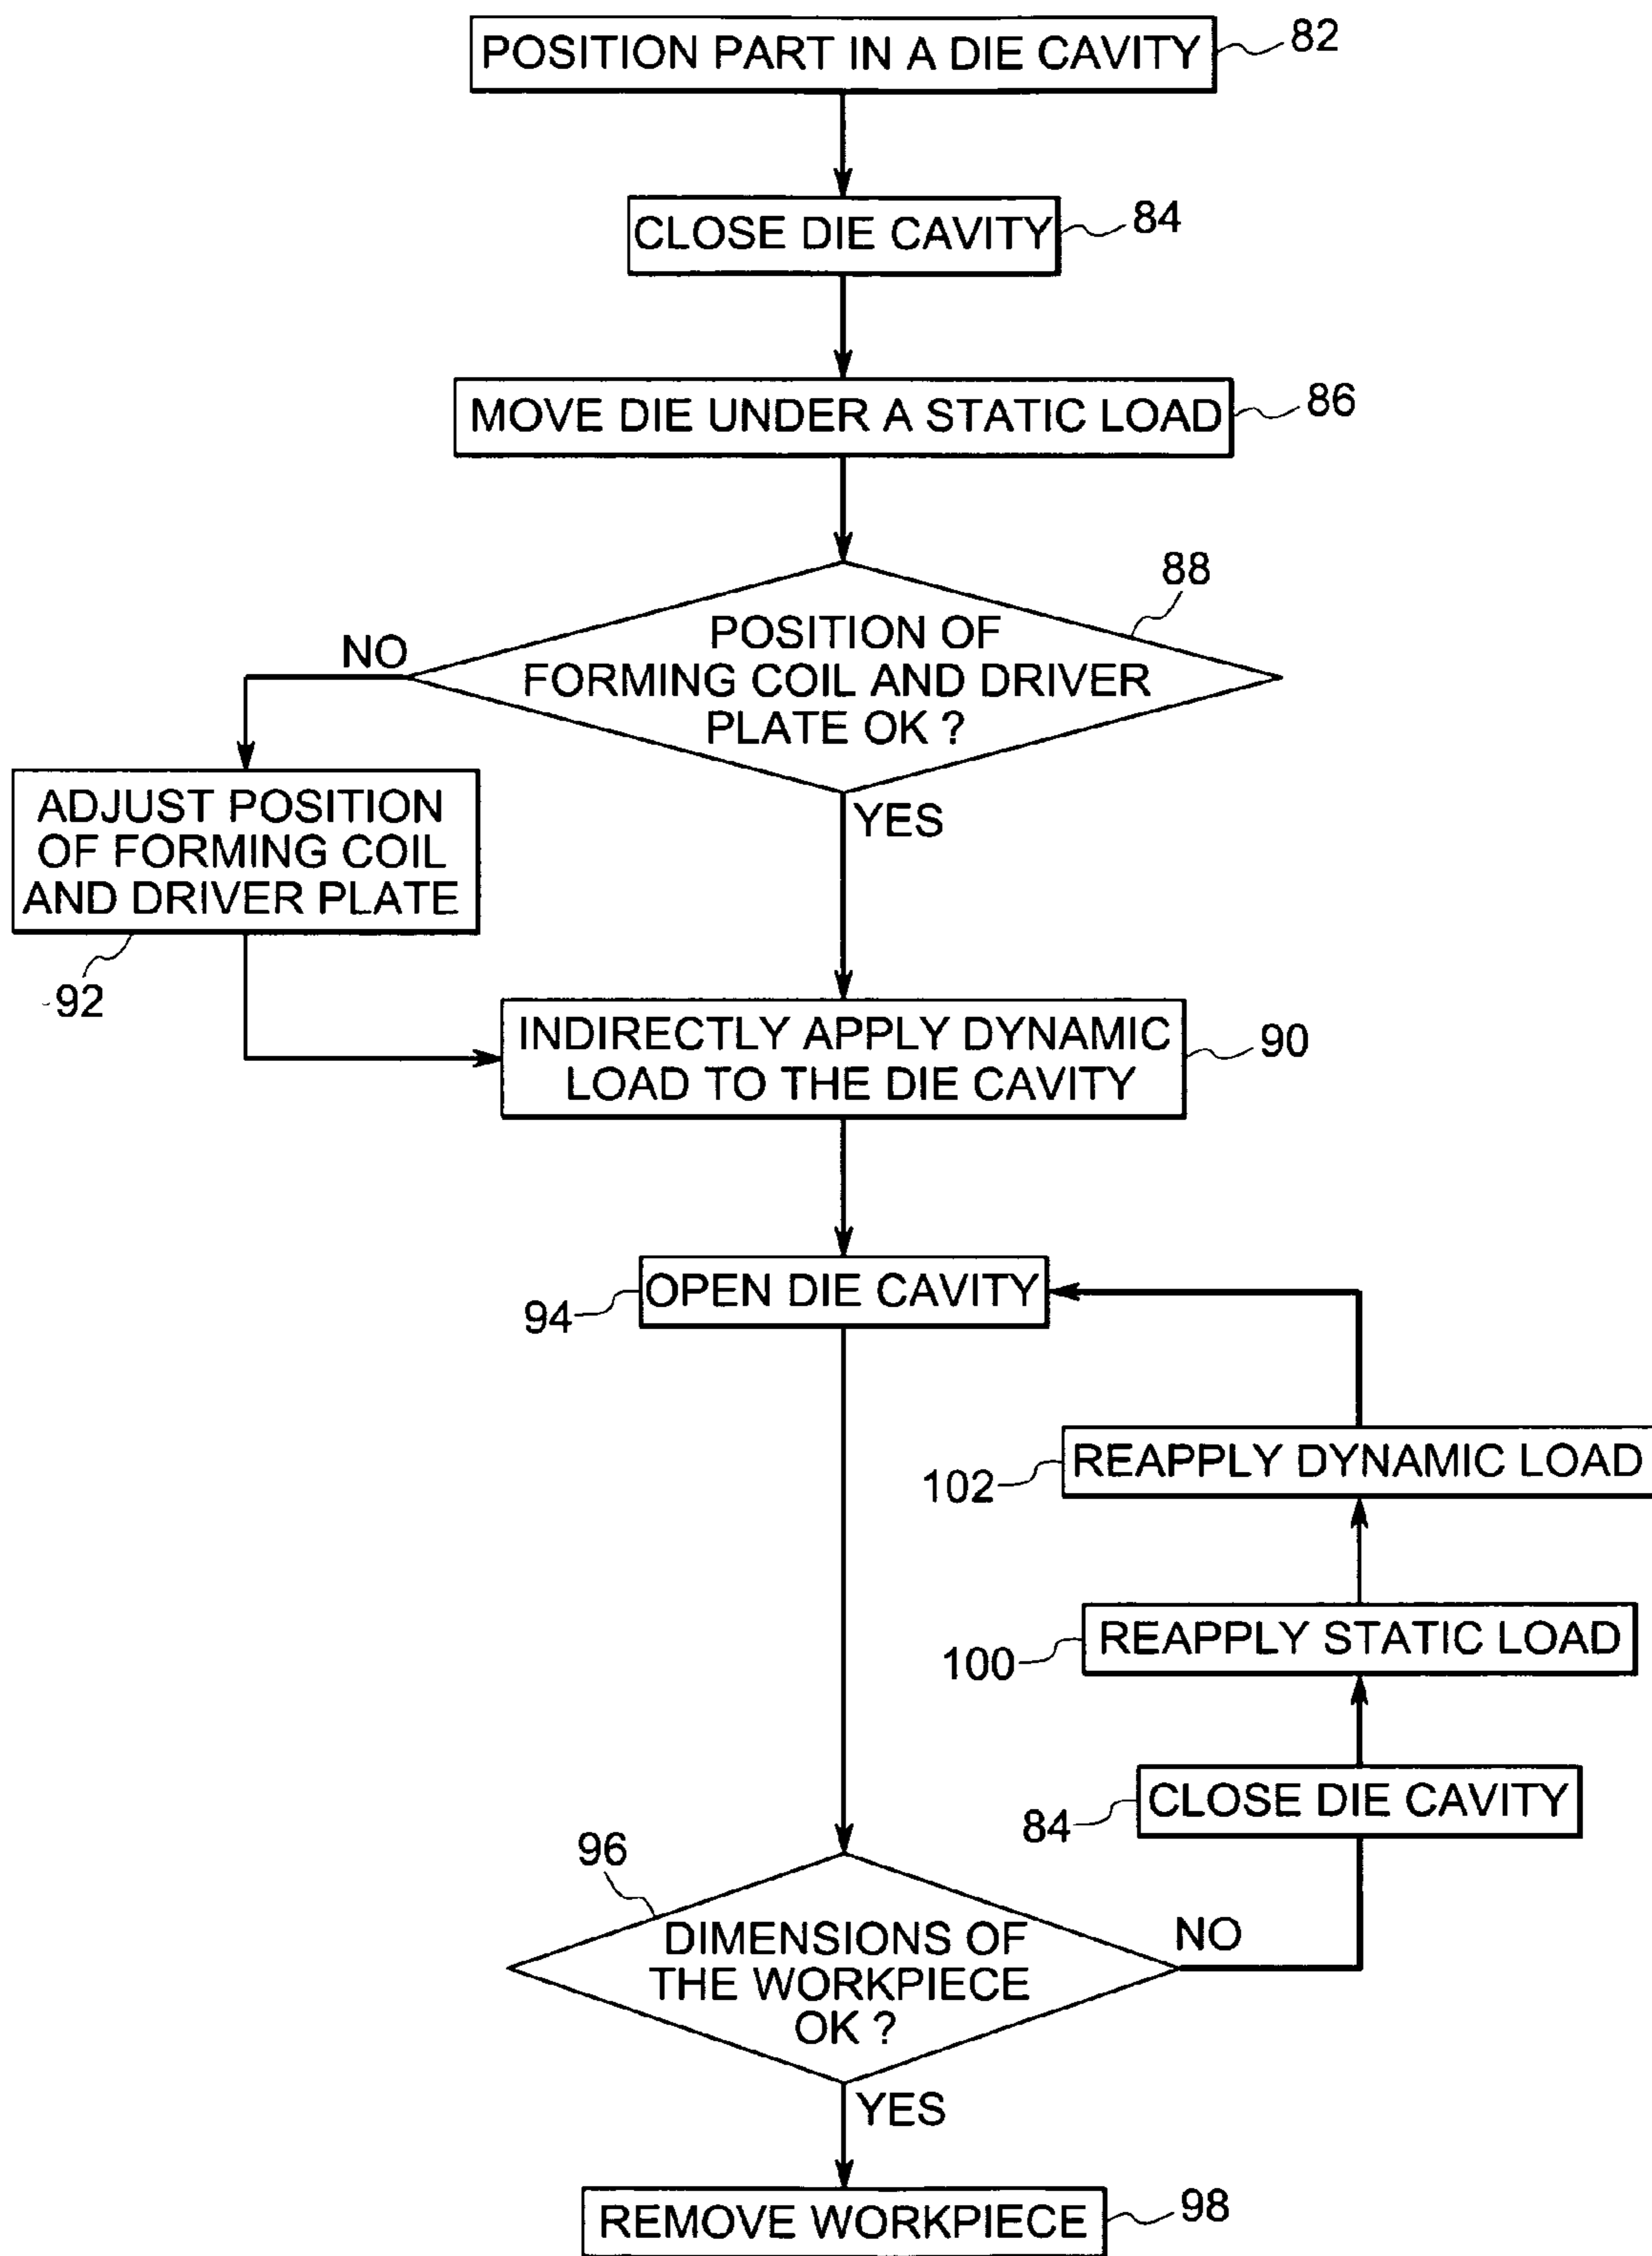 POSITION PART IN A DIE CAVITY
82
CLOSE DIE CAVITY
84
MOVE DIE UNDER A STATIC LOAD
86
88
POSITION OF
FORMING COIL AND DRIVER
PLATE OK ?
NO
YES
ADJUST POSITION
OF FORMING COIL
AND DRIVER PLATE
92
INDIRECTLY APPLY DYNAMIC
LOAD TO THE DIE CAVITY
90
OPEN DIE CAVITY
94
REAPPLY DYNAMIC LOAD
102
REAPPLY STATIC LOAD
100
CLOSE DIE CAVITY
84
96
DIMENSIONS OF
THE WORKPIECE
OK ?
NO
YES
REMOVE WORKPIECE
98